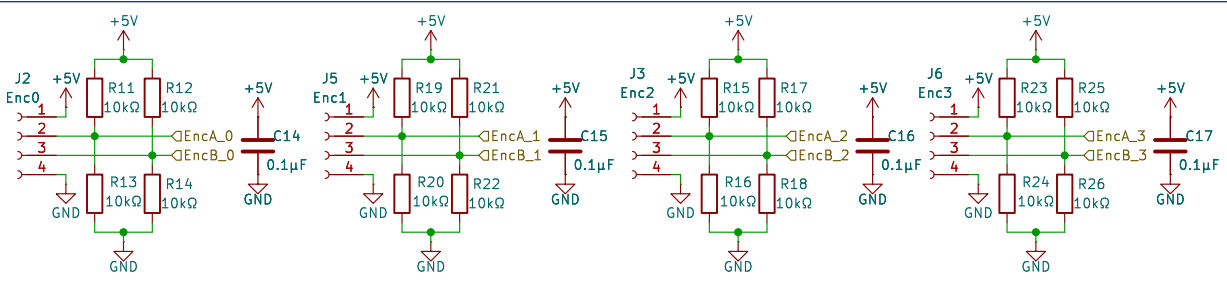 +5V
J2
Enc0
+5V
R11
10kΩ
R12
10kΩ
1
2
3
4
EncA_0
EncB_0
R13
10kΩ
R14
10kΩ
GND
GND
+5V
C14
0.1µF
GND
+5V
J5
Enc1
+5V
R19
10kΩ
R21
10kΩ
1
2
3
4
EncA_1
EncB_1
R20
10kΩ
R22
10kΩ
GND
GND
+5V
C15
0.1µF
GND
+5V
J3
Enc2
+5V
R15
10kΩ
R17
10kΩ
1
2
3
4
EncA_2
EncB_2
R16
10kΩ
R18
10kΩ
GND
GND
+5V
C16
0.1µF
GND
+5V
J6
Enc3
+5V
R23
10kΩ
R25
10kΩ
1
2
3
4
EncA_3
EncB_3
R24
10kΩ
R26
10kΩ
GND
GND
+5V
C17
0.1µF
GND